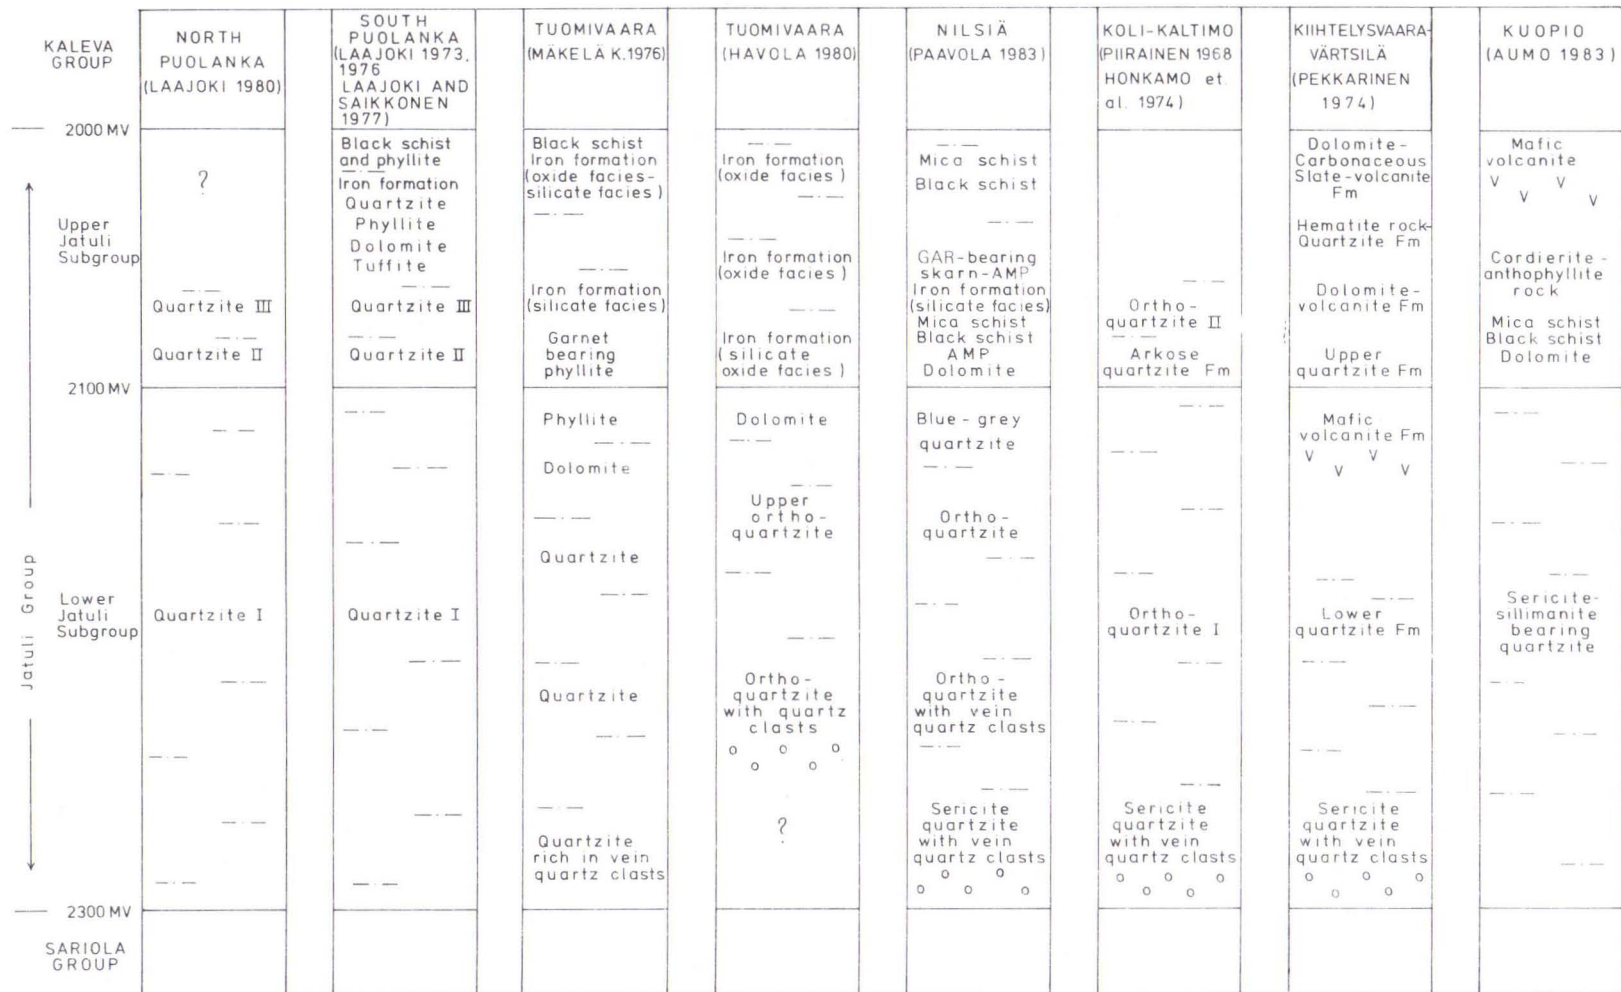 KALEVA
GROUP
2000 MV
Upper
Jatuli
Subgroup
2100 MV
Jatuli Group
Lower
Jatuli
Subgroup
2300 MV
SARIOLA
GROUP
NORTH
PUOLANKA
(LAAJOKI 1980)
?
Quartzite III
Quartzite II
Quartzite I
SOUTH
PUOLANKA
(LAAJOKI 1973,
1976
LAAJOKI AND
SAIKKONEN
1977)
Black schist
and phyllite
Iron formation
Quartzite
Phyllite
Dolomite
Tuffite
Quartzite III
Quartzite II
Quartzite I
TUOMIVAARA
(MÄKELÄ K.1976)
Black schist
Iron formation
(oxide facies-
silicate facies)
Iron formation
(silicate facies)
Garnet
bearing
phyllite
Phyllite
Dolomite
Quartzite
Quartzite
Quartzite
rich in vein
quartz clasts
TUOMIVAARA
(HAVOLA 1980)
Iron formation
(oxide facies)
Iron formation
(oxide facies)
Iron formation
(silicate
oxide facies)
Dolomite
Upper
ortho-
quartzite
Ortho-
quartzite
with quartz
clasts
?
NILSIÄ
(PAAVOLA 1983)
Mica schist
Black schist
GAR-bearing
skarn-AMP
Iron formation
(silicate facies)
Mica schist
Black schist
AMP
Dolomite
Blue-grey
quartzite
Ortho-
quartzite
Ortho-
quartzite
with vein
quartz clasts
Sericite
quartzite
with vein
quartz clasts
KOLI-KALTIMO
(PIIRAINEN 1968
HONKAMO et.
al. 1974)
Ortho-
quartzite II
Arkose
quartzite Fm
Ortho-
quartzite I
Sericite
quartzite
with vein
quartz clasts
KIIHTELYSVAARA-
VÄRTSILÄ
(PEKKARINEN
1974)
Dolomite-
Carbonaceous
Slate-volcanite
Fm
Hematite rock-
Quartzite Fm
Dolomite-
volcanite Fm
Upper
quartzite Fm
Mafic
volcanite Fm
V V
V V
Lower
quartzite Fm
Sericite
quartzite
with vein
quartz clasts
KUOPIO
(AUMO 1983)
Mafic
volcanite
V V
V V
Cordierite-
anthophyllite
rock
Mica schist
Black schist
Dolomite
Sericite-
sillimanite
bearing
quartzite